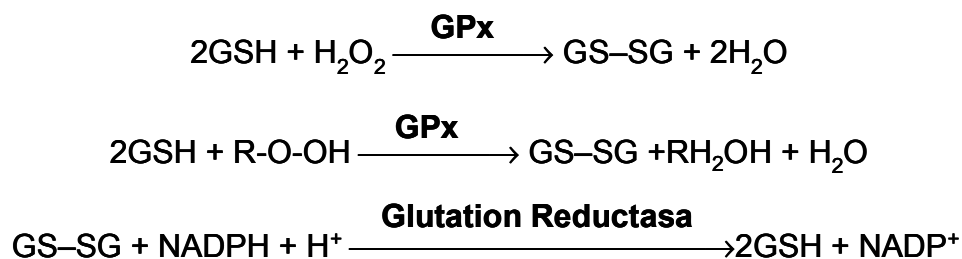 GPx
2GSH + H₂O₂ ⟶ GS–SG + 2H₂O
GPx
2GSH + R-O-OH ⟶ GS–SG +RH₂OH + H₂O
Glutation Reductasa
GS–SG + NADPH + H⁺ ⟶ 2GSH + NADP⁺